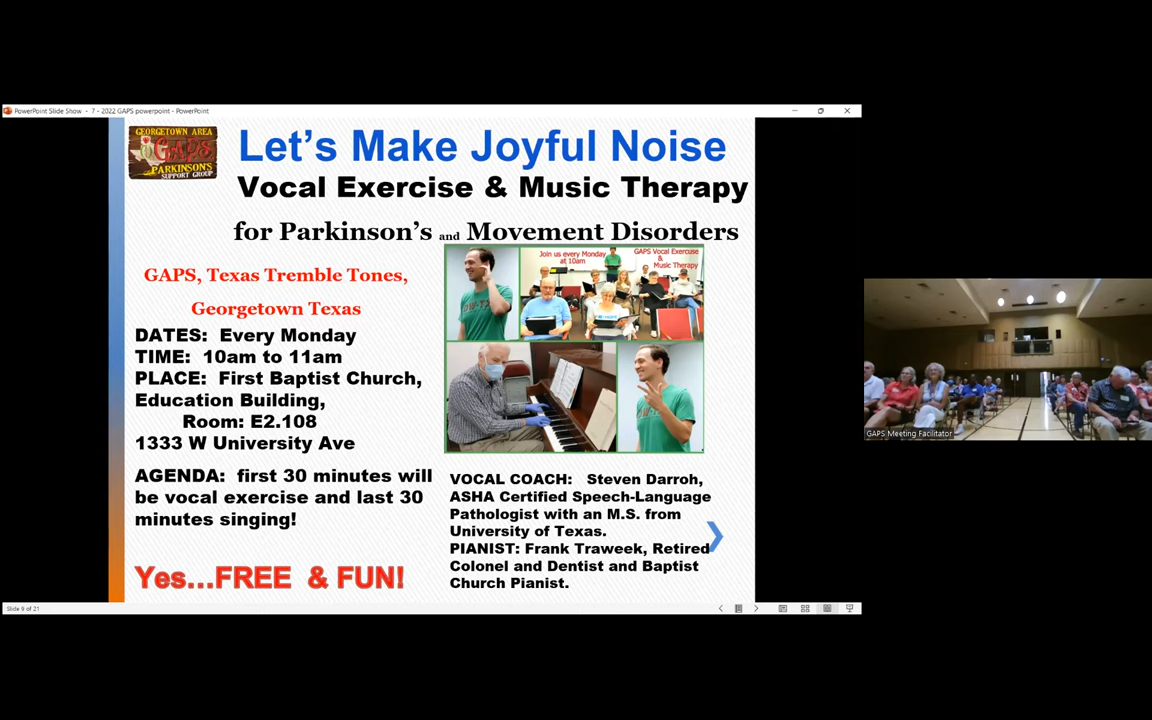 PowerPoint Slide Show - 7 - 2022 GAPS powerpoint - PowerPoint
GEORGETOWN AREA
GAPS
PARKINSON'S
SUPPORT GROUP
Let's Make Joyful Noise
Vocal Exercise & Music Therapy
for Parkinson's and Movement Disorders
GAPS, Texas Tremble Tones,
Georgetown Texas
DATES: Every Monday
TIME: 10am to 11am
PLACE: First Baptist Church,
Education Building,
Room: E2.108
1333 W University Ave
AGENDA: first 30 minutes will
be vocal exercise and last 30
minutes singing!
Yes...FREE & FUN!
Join us every Monday
at 10am
GAPS Vocal Exercuse
& Music Therapy
VOCAL COACH: Steven Darroh,
ASHA Certified Speech-Language
Pathologist with an M.S. from
University of Texas.
PIANIST: Frank Traweek, Retired
Colonel and Dentist and Baptist
Church Pianist.
Slide 9 of 21
GAPS Meeting Facilitator